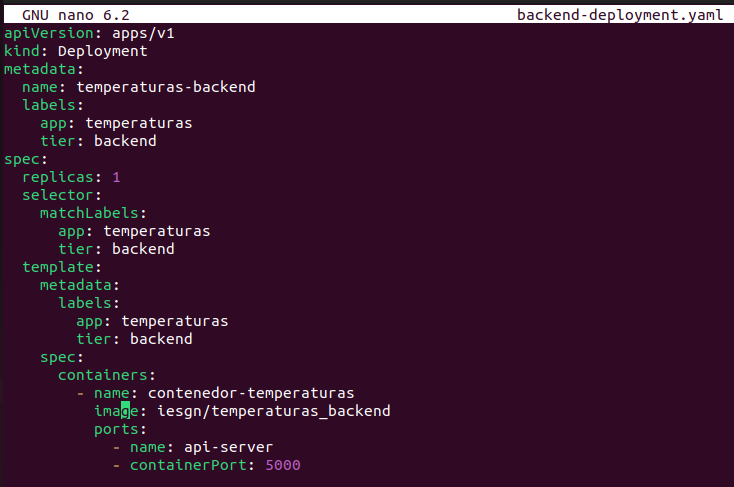 GNU nano 6.2 backend-deployment.yaml
apiVersion: apps/v1
kind: Deployment
metadata:
  name: temperaturas-backend
  labels:
    app: temperaturas
    tier: backend
spec:
  replicas: 1
  selector:
    matchLabels:
      app: temperaturas
      tier: backend
  template:
    metadata:
      labels:
        app: temperaturas
        tier: backend
    spec:
      containers:
        - name: contenedor-temperaturas
          image: iesgn/temperaturas_backend
          ports:
            - name: api-server
            - containerPort: 5000